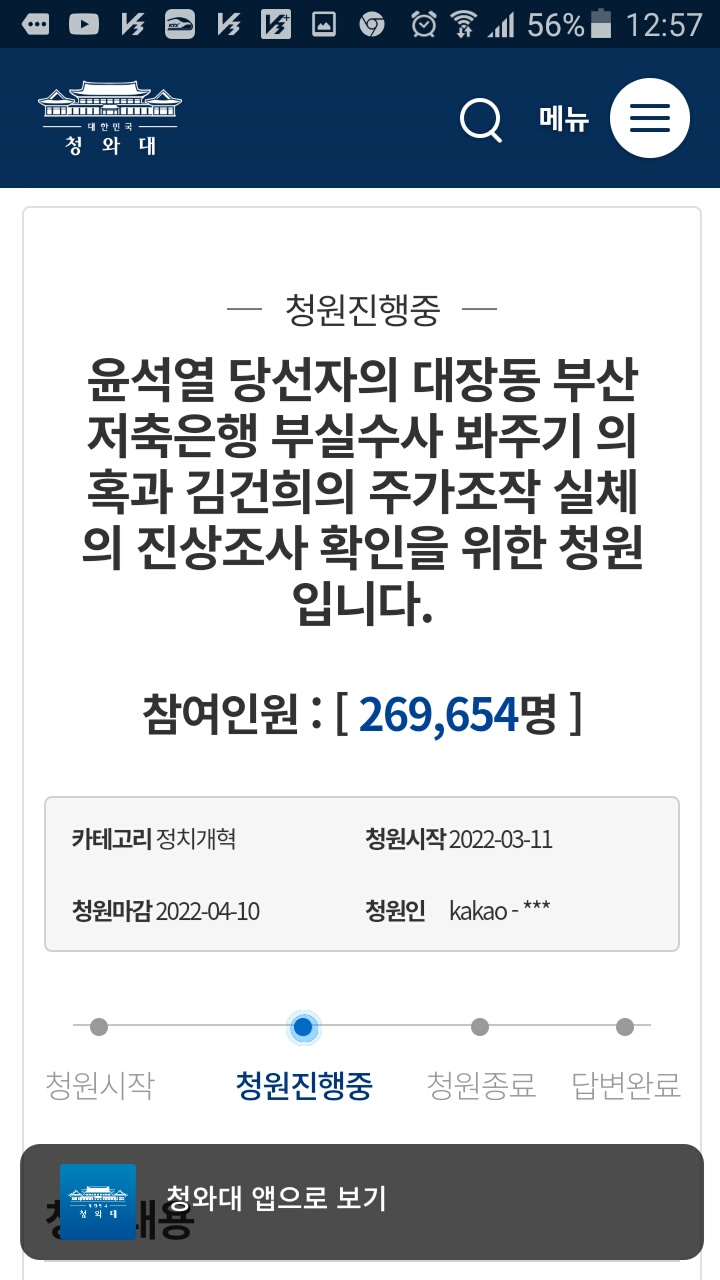 56% 12:57
대한민국
청와대
메뉴
청원진행중
윤석열 당선자의 대장동 부산
저축은행 부실수사 봐주기 의
혹과 김건희의 주가조작 실체
의 진상조사 확인을 위한 청원
입니다.
참여인원 : [ 269,654명 ]
카테고리 정치개혁 청원시작 2022-03-11
청원마감 2022-04-10 청원인 kakao - ***
청원시작 청원진행중 청원종료 답변완료
청와대
청와대 앱으로 보기
내용